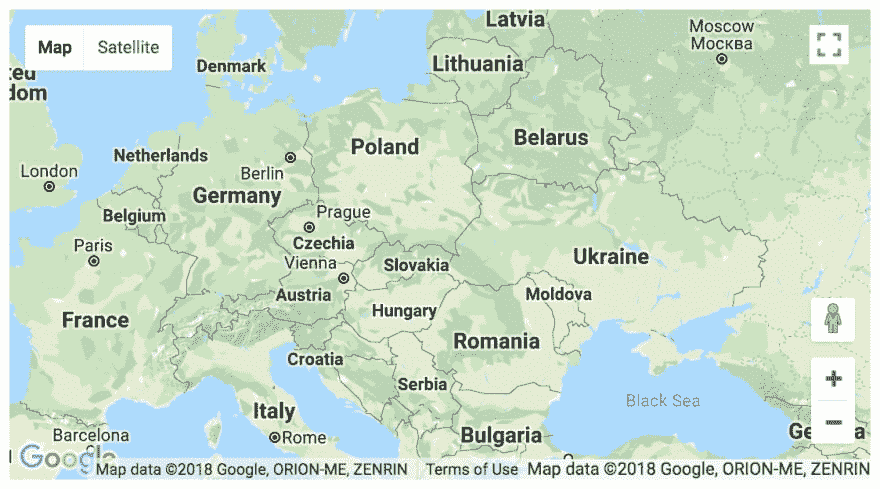 Latvia
Moscow
Москва
Map
Satellite
Lithuania
Denmark
ted
dom
Belarus
Poland
Netherlands
London
Berlin
Germany
Belgium
Prague
Paris
Czechia
Ukraine
Vienna
Slovakia
Austria
Moldova
Hungary
France
Romania
Croatia
Serbia
Black Sea
Italy
Barcelona
Rome
Bulgaria
Google
Map data ©2018 Google, ORION-ME, ZENRIN
Terms of Use
Map data ©2018 Google, ORION-ME, ZENRIN